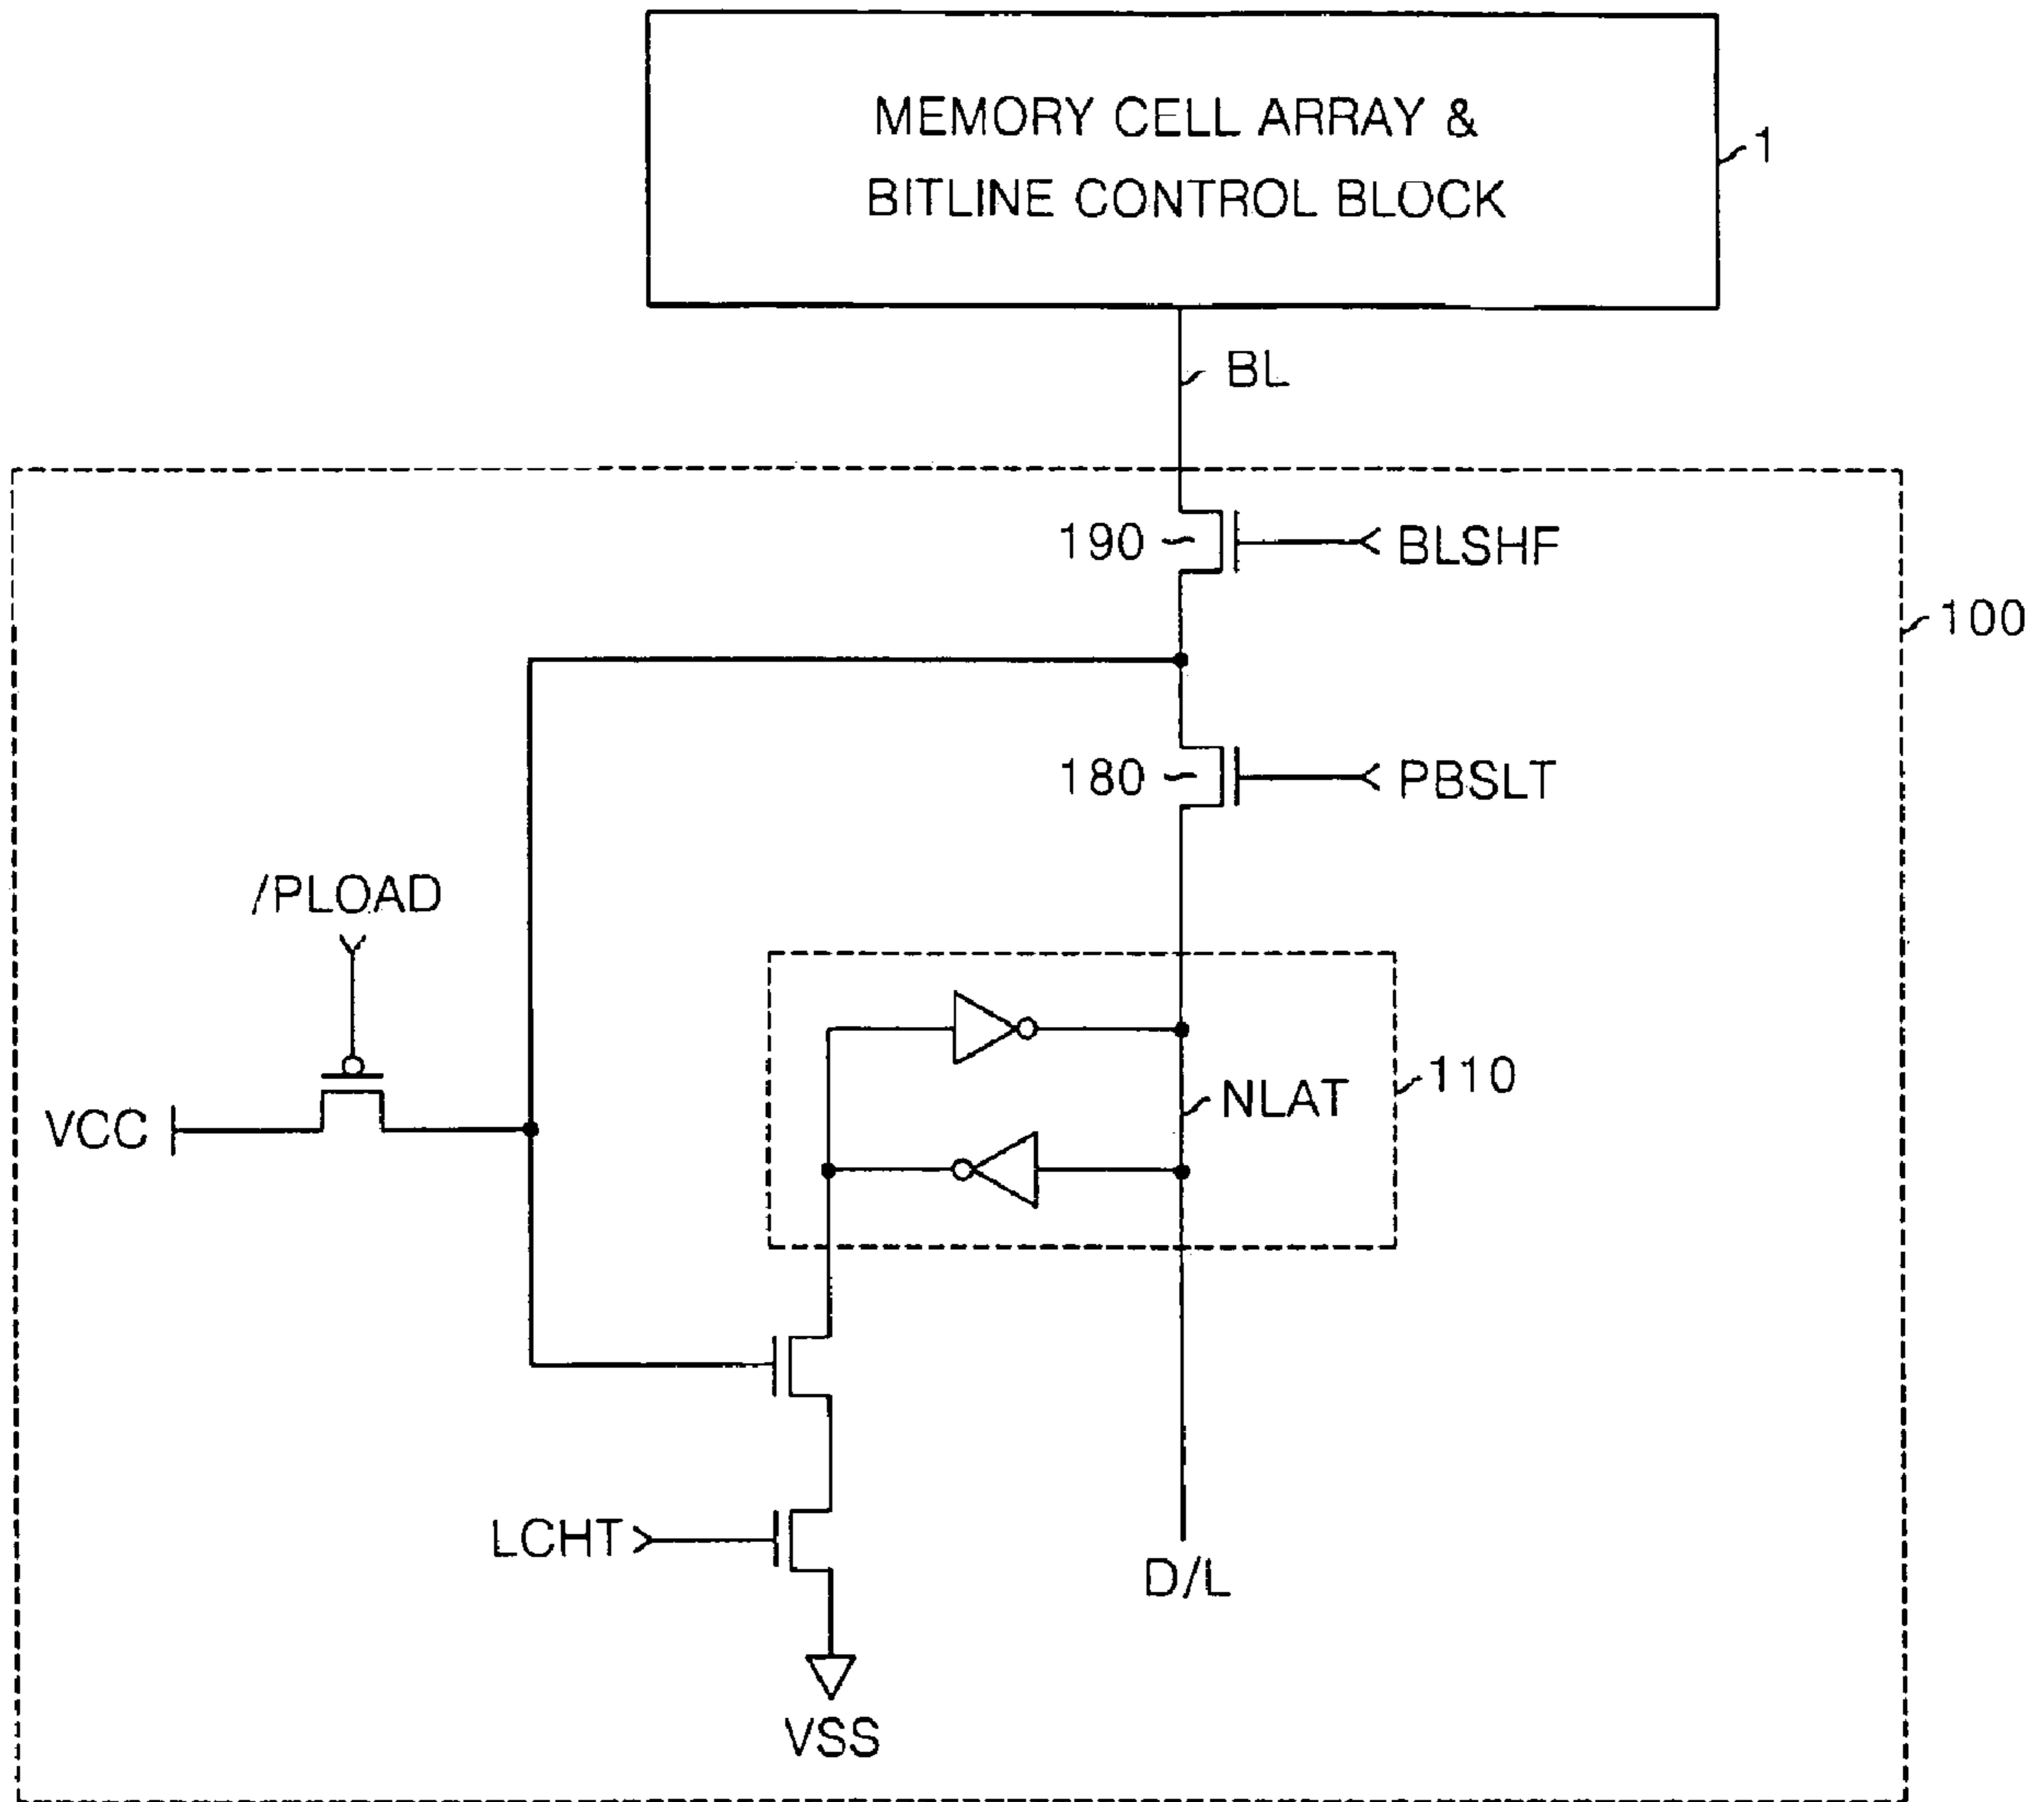 MEMORY CELL ARRAY &
BITLINE CONTROL BLOCK
1
BL
190
BLSHF
100
180
PBSLT
/PLOAD
110
NLAT
VCC
LCHT
D/L
VSS